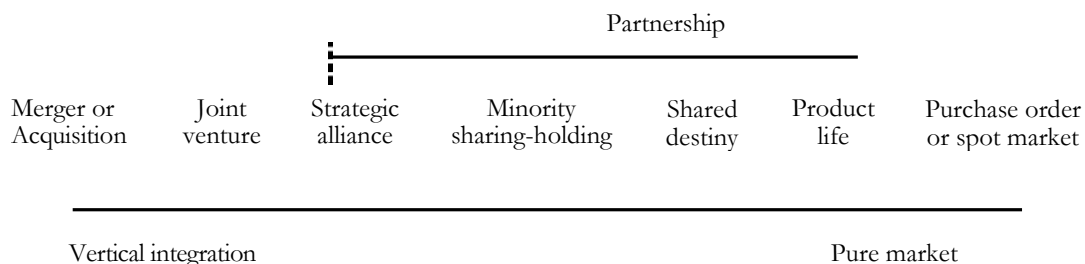 Partnership
Merger or Acquisition
Joint venture
Strategic alliance
Minority sharing-holding
Shared destiny
Product life
Purchase order or spot market
Vertical integration
Pure market